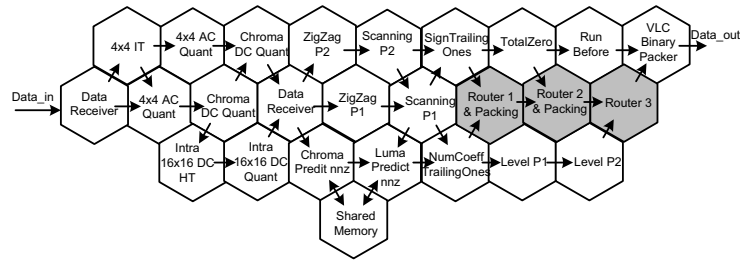 4x4 IT
4x4 AC
Quant
Chroma
DC Quant
ZigZag
P2
Scanning
P2
SignTrailing
Ones
TotalZero
Run
Before
VLC
Binary
Packer
Data_out
Data_in
Data
Receiver
4x4 AC
Quant
Chroma
DC Quant
Data
Receiver
ZigZag
P1
Scanning
P1
Router 1
& Packing
Router 2
& Packing
Router 3
Intra
16x16 DC
HT
Intra
16x16 DC
Quant
Chroma
Predit nnz
Luma
Predict
nnz
NumCoeff
TrailingOnes
Level P1
Level P2
Shared
Memory